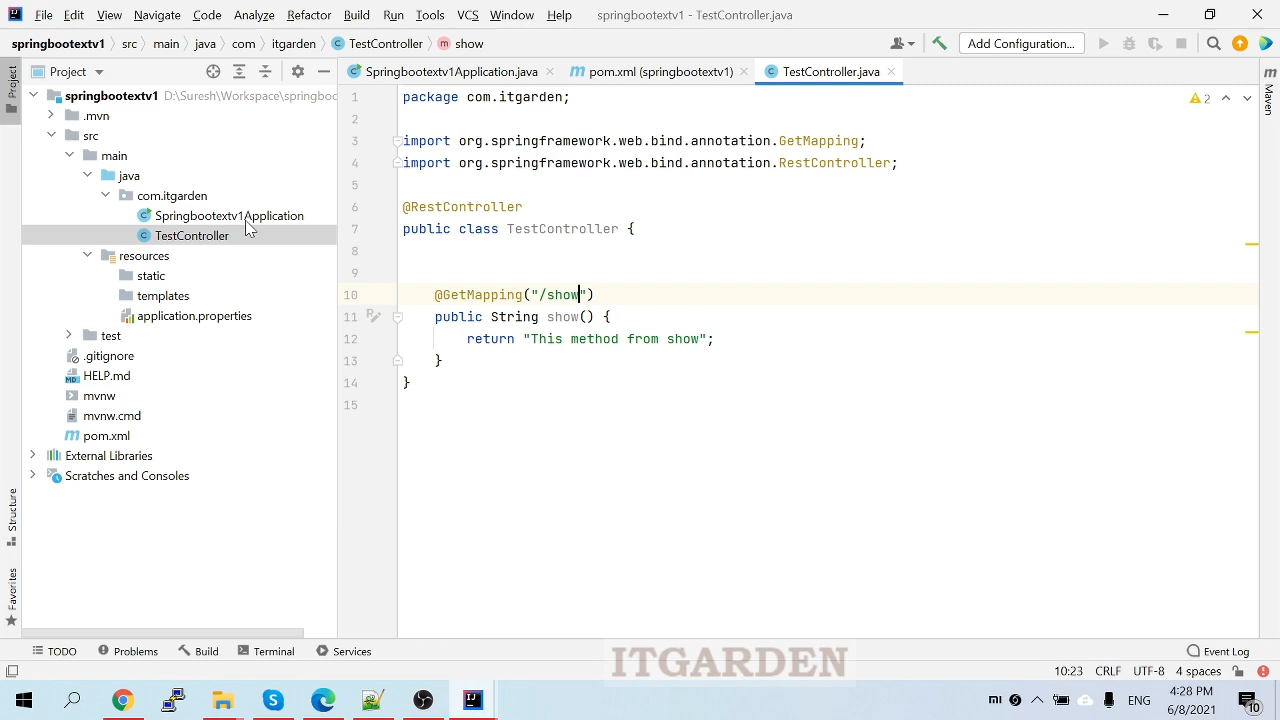 File Edit View Navigate Code Analyze Refactor Build Run Tools VCS Window Help springbootextv1 - TestController.java
springbootextv1 src main java com itgarden C TestController m show Add Configuration...
Project Springbootextv1Application.java m pom.xml (springbootextv1) TestController.java
Project
springbootextv1 D:\Suresh\Workspace\springboo
.mvn
src
main
java
com.itgarden
Springbootextv1Application
TestController
resources
static
templates
application.properties
test
.gitignore
HELP.md
mvnw
mvnw.cmd
pom.xml
External Libraries
Scratches and Consoles
Structure
Favorites
1 package com.itgarden;
2
3 import org.springframework.web.bind.annotation.GetMapping;
4 import org.springframework.web.bind.annotation.RestController;
5
6 @RestController
7 public class TestController {
8
9
10 @GetMapping("/show")
11 public String show() {
12 return "This method from show";
13 }
14 }
15
2
m Maven
TODO Problems Build Terminal Services Event Log
ITGARDEN
10:23 CRLF UTF-8 4 spaces
ENG 4:28 PM
6/8/2021 10